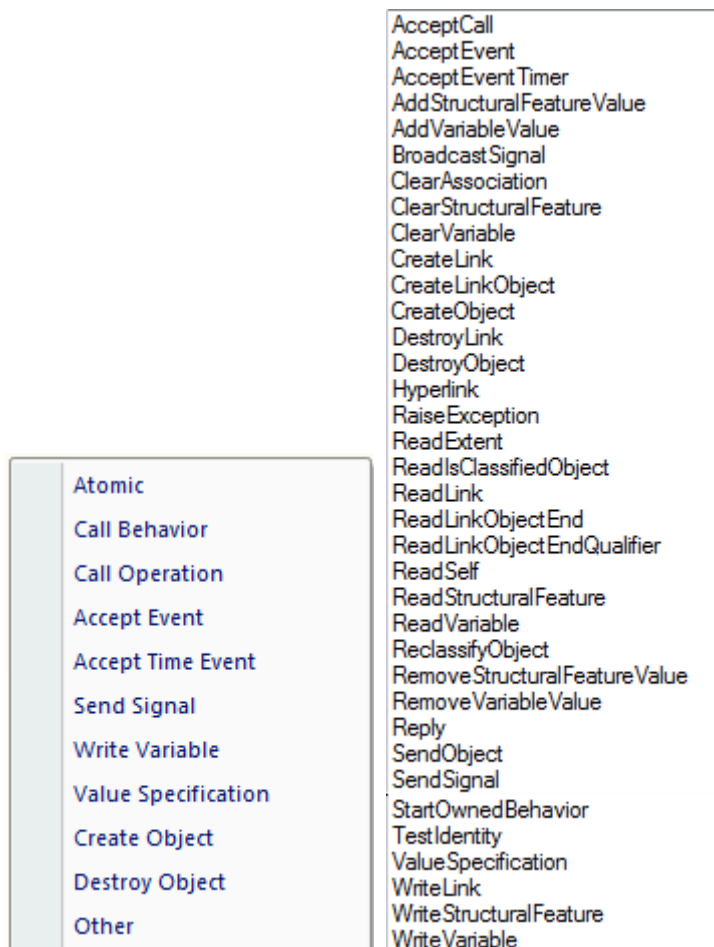 Atomic
Call Behavior
Call Operation
Accept Event
Accept Time Event
Send Signal
Write Variable
Value Specification
Create Object
Destroy Object
Other
AcceptCall
AcceptEvent
AcceptEventTimer
AddStructuralFeatureValue
AddVariableValue
BroadcastSignal
ClearAssociation
ClearStructuralFeature
ClearVariable
CreateLink
CreateLinkObject
CreateObject
DestroyLink
DestroyObject
Hyperlink
RaiseException
ReadExtent
ReadIsClassifiedObject
ReadLink
ReadLinkObjectEnd
ReadLinkObjectEndQualifier
ReadSelf
ReadStructuralFeature
ReadVariable
ReclassifyObject
RemoveStructuralFeatureValue
RemoveVariableValue
Reply
SendObject
SendSignal
StartOwnedBehavior
TestIdentity
ValueSpecification
WriteLink
WriteStructuralFeature
WriteVariable